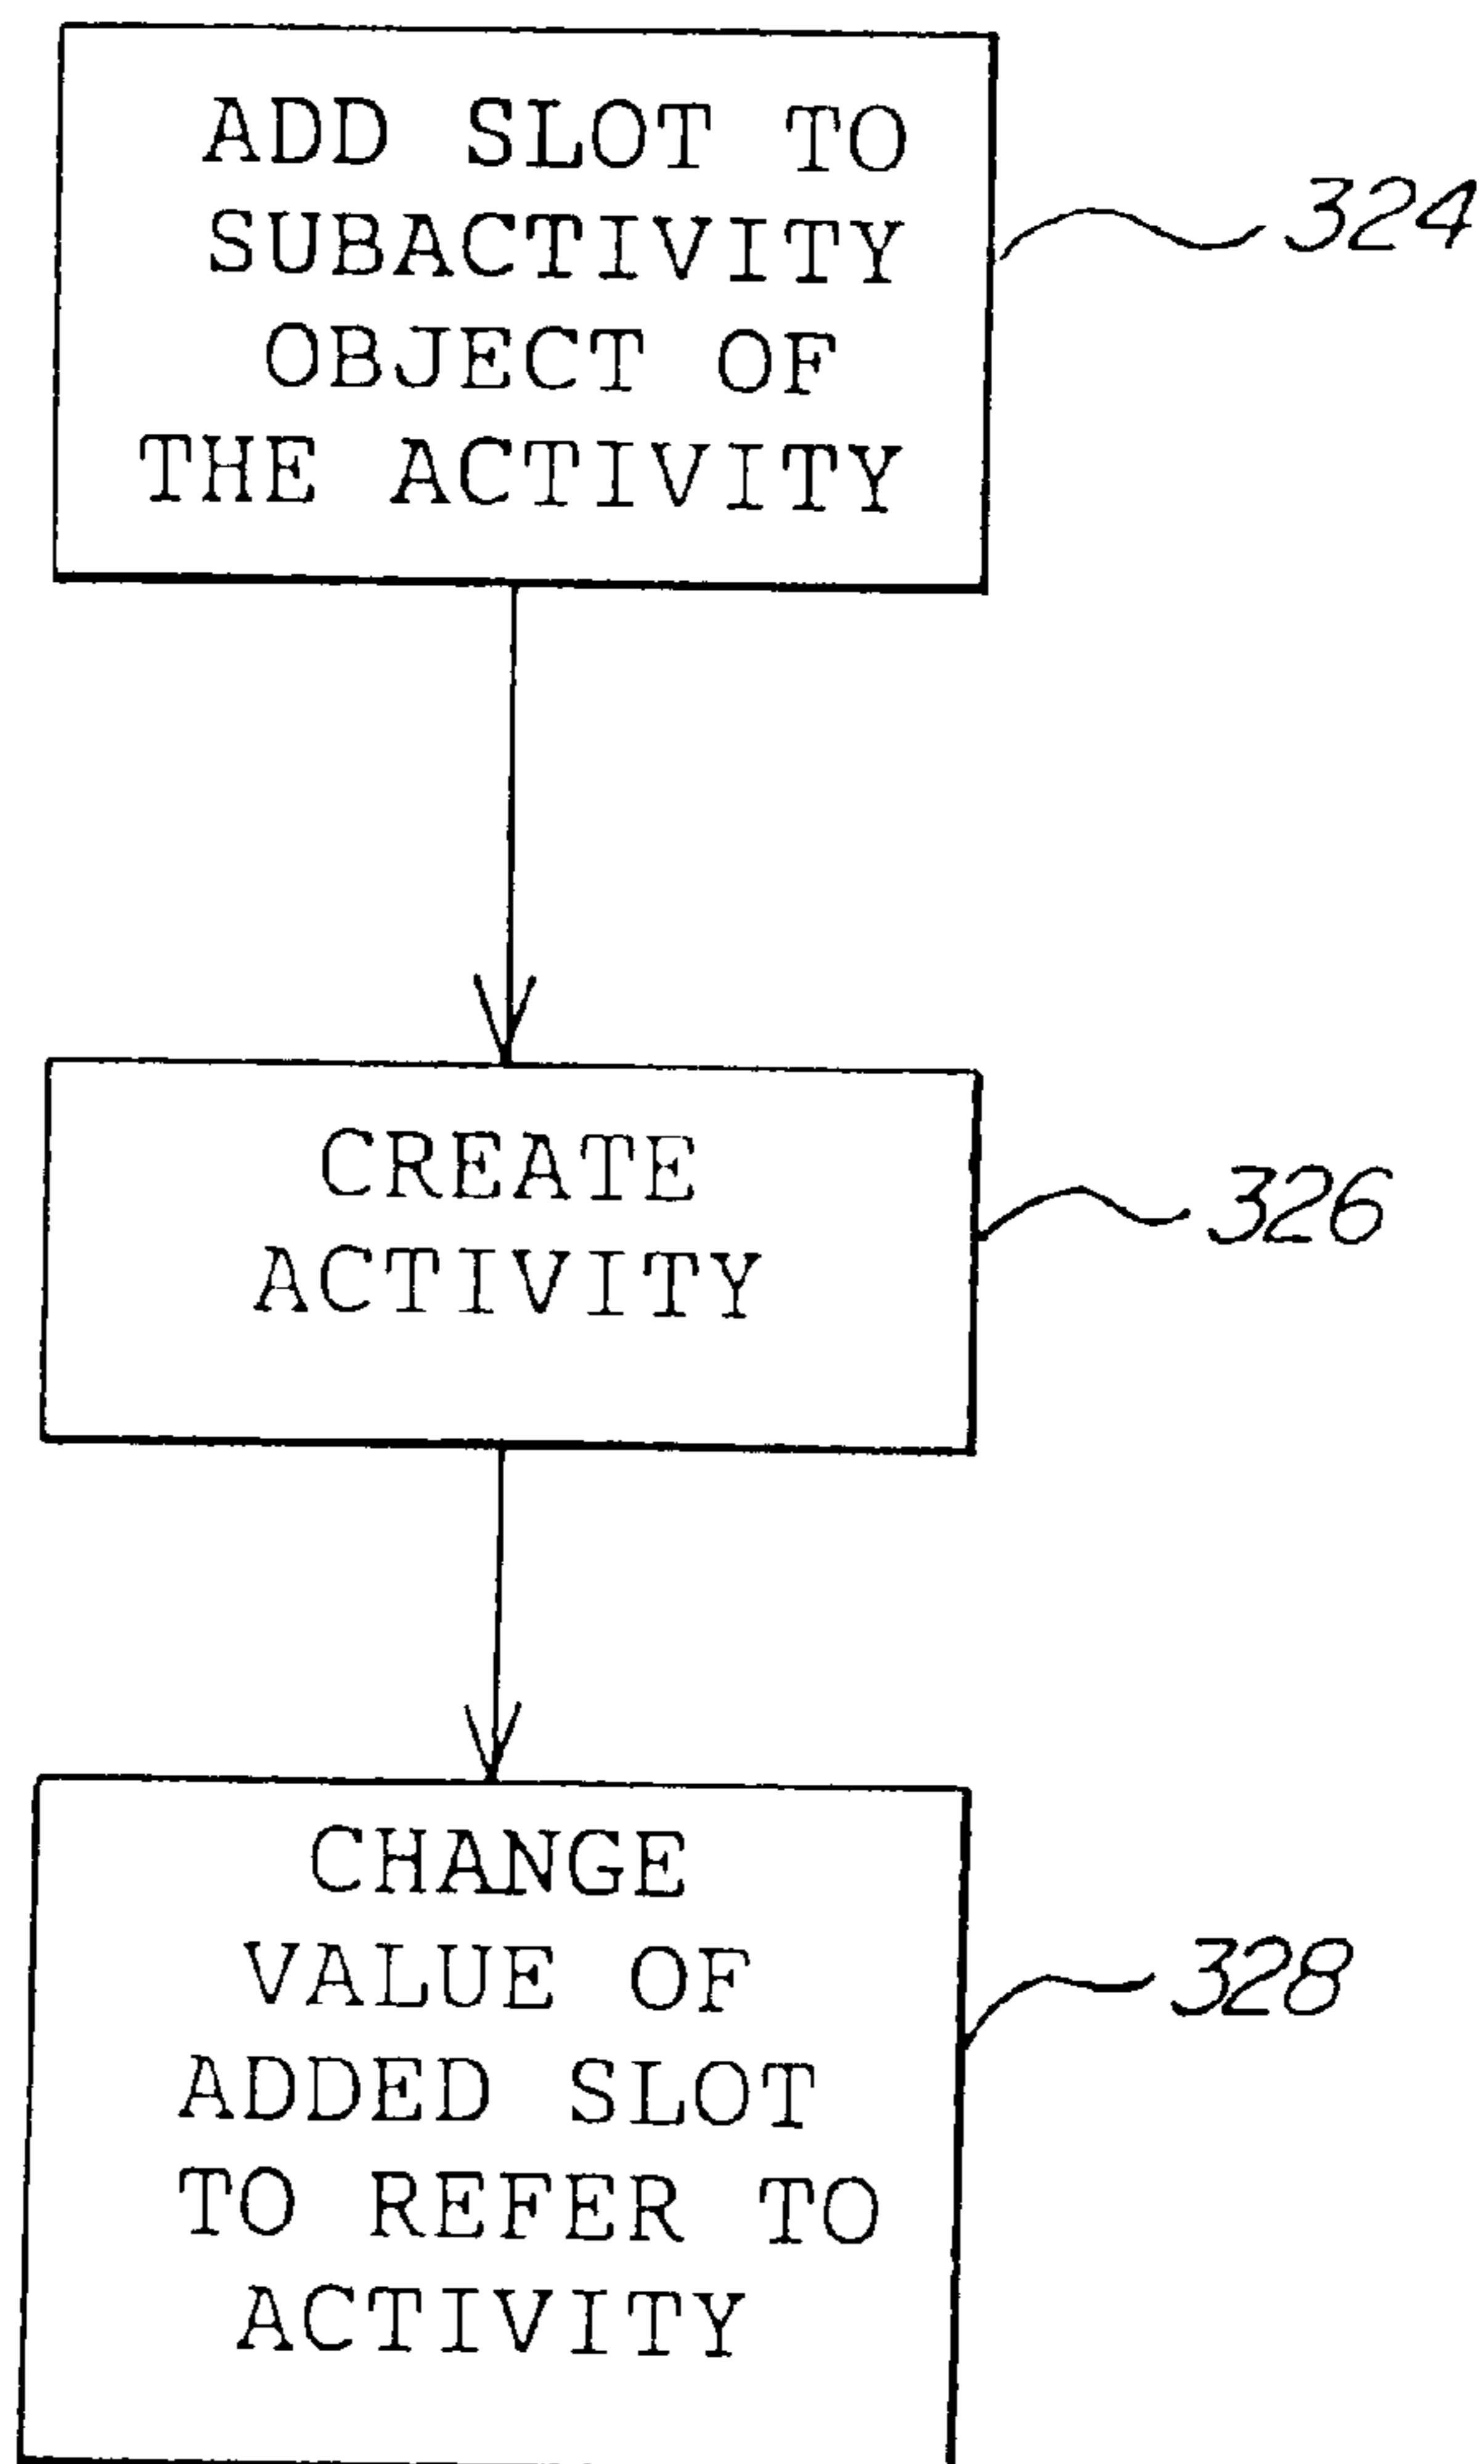 ADD SLOT TO
SUBACTIVITY
OBJECT OF
THE ACTIVITY
324
CREATE
ACTIVITY
326
CHANGE
VALUE OF
ADDED SLOT
TO REFER TO
ACTIVITY
328